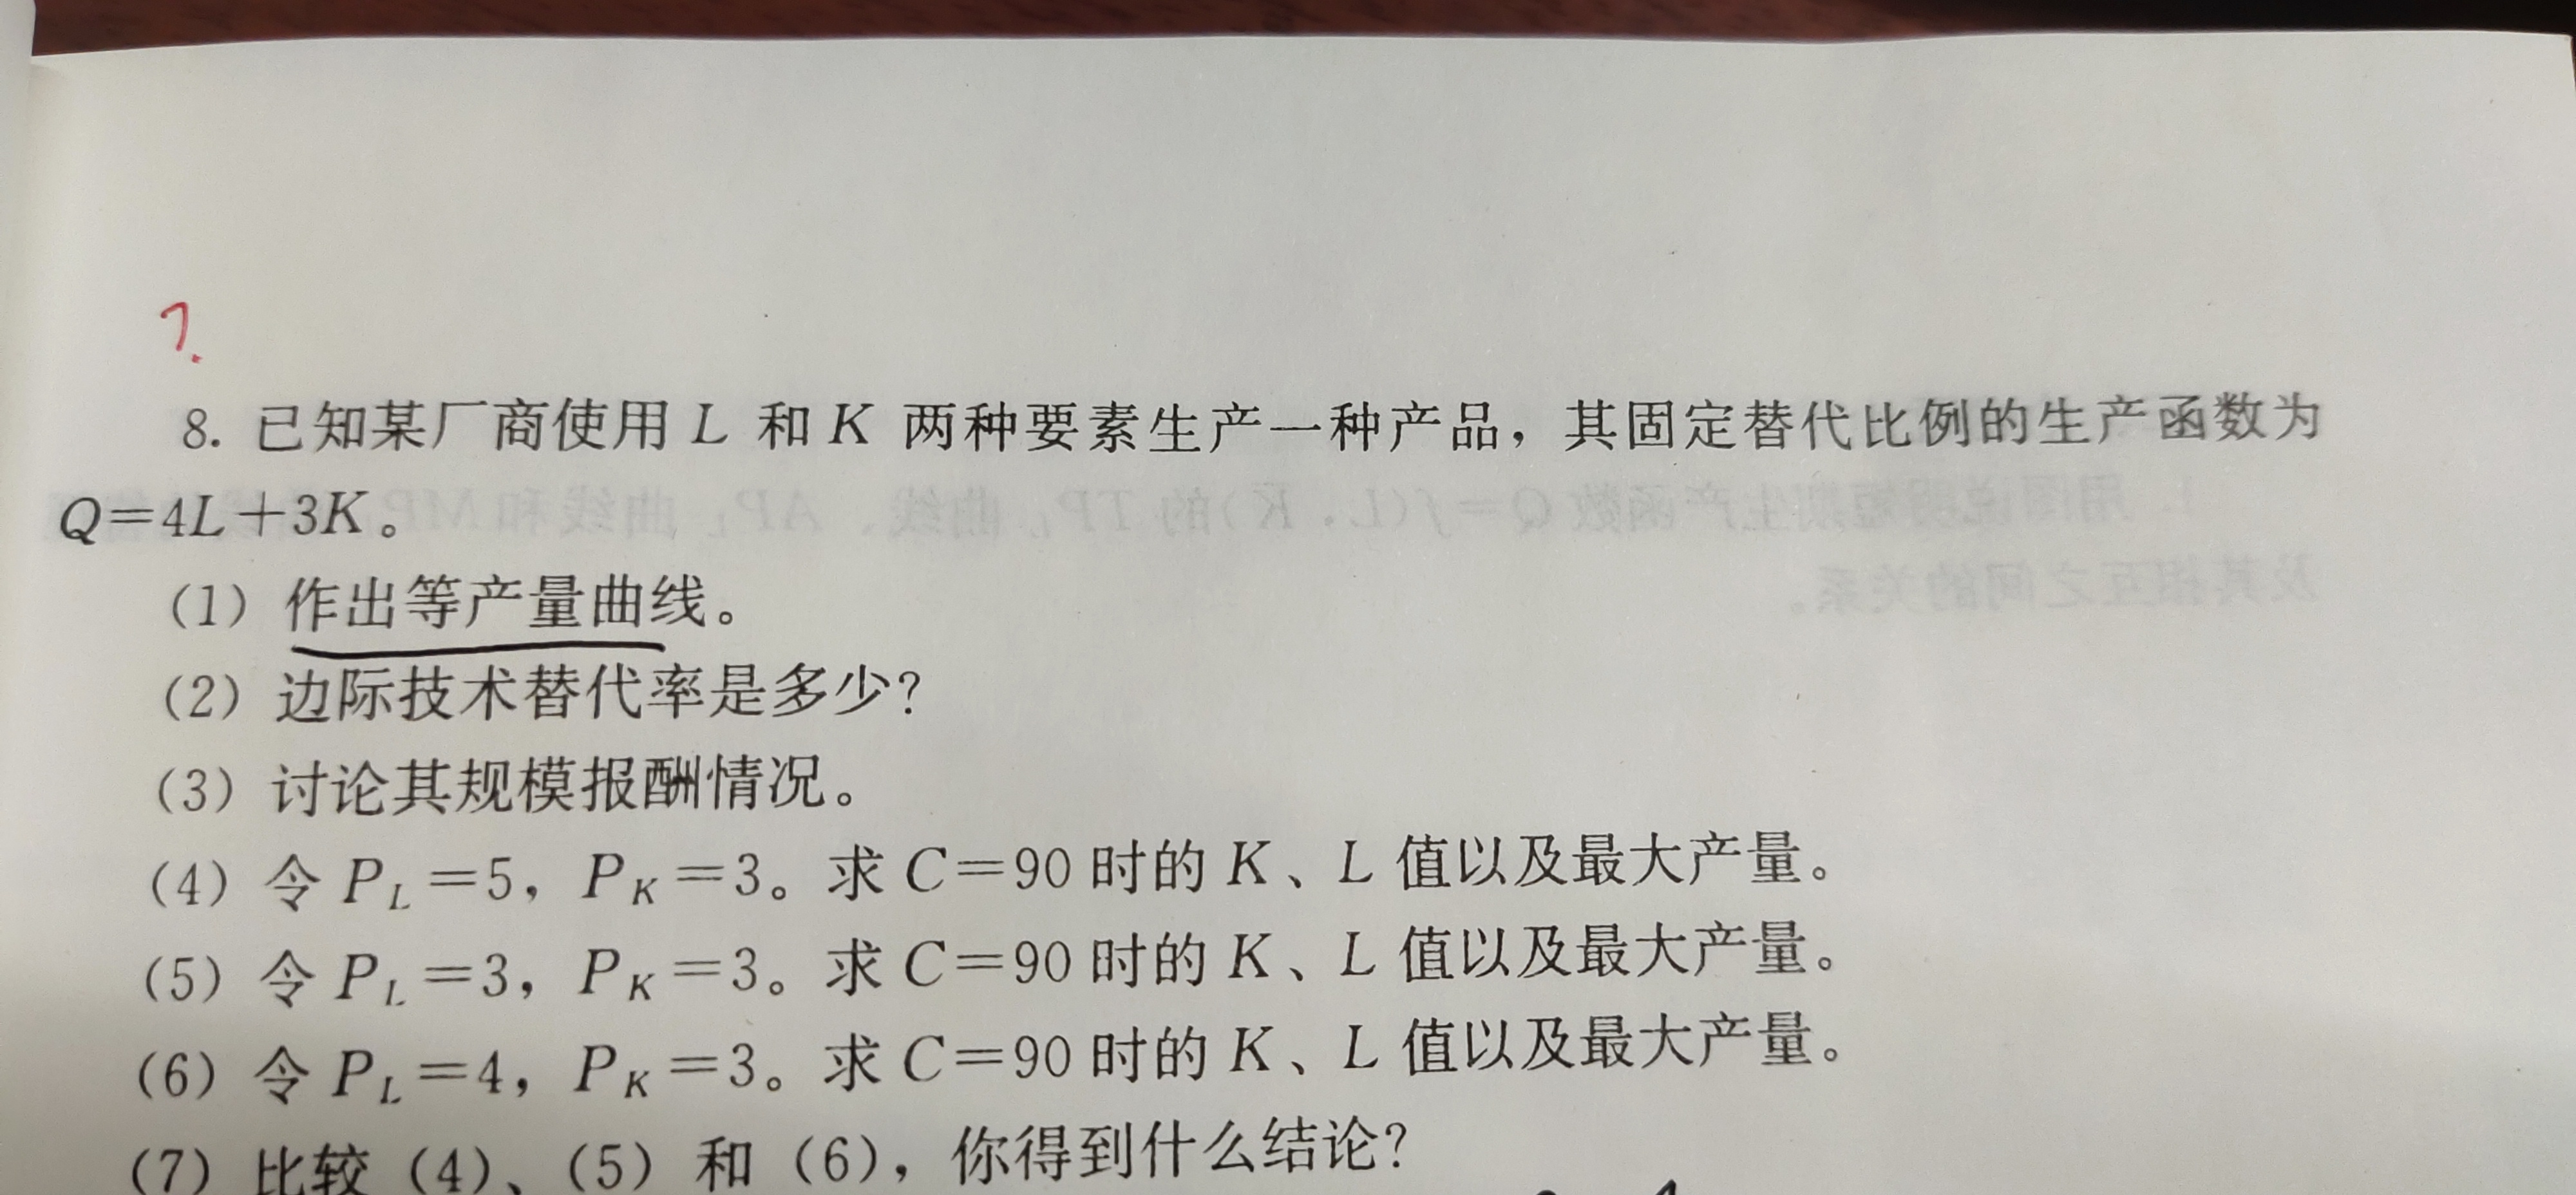 7.
8. 已知某厂商使用 L 和 K 两种要素生产一种产品，其固定替代比例的生产函数为
Q=4L+3K。
(1) 作出等产量曲线。
(2) 边际技术替代率是多少？
(3) 讨论其规模报酬情况。
(4) 令 P_L=5，P_K=3。求 C=90 时的 K、L 值以及最大产量。
(5) 令 P_L=3，P_K=3。求 C=90 时的 K、L 值以及最大产量。
(6) 令 P_L=4，P_K=3。求 C=90 时的 K、L 值以及最大产量。
(7) 比较 (4)、(5) 和 (6)，你得到什么结论？